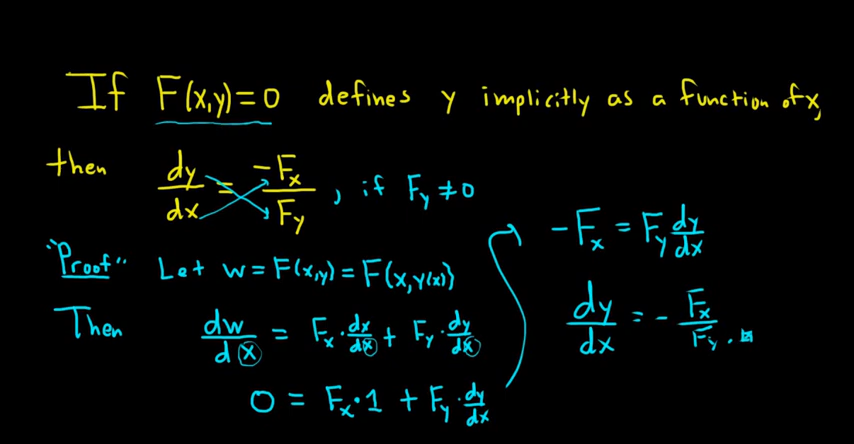 If F(x,y)=0 defines y implicitly as a function of x,
then dy/dx = -Fx/Fy, if Fy ≠ 0
"Proof" Let w = F(x,y) = F(x,y(x))
Then dw/dx = Fx · dx/dx + Fy · dy/dx
0 = Fx · 1 + Fy · dy/dx
-Fx = Fy dy/dx
dy/dx = - Fx/Fy.